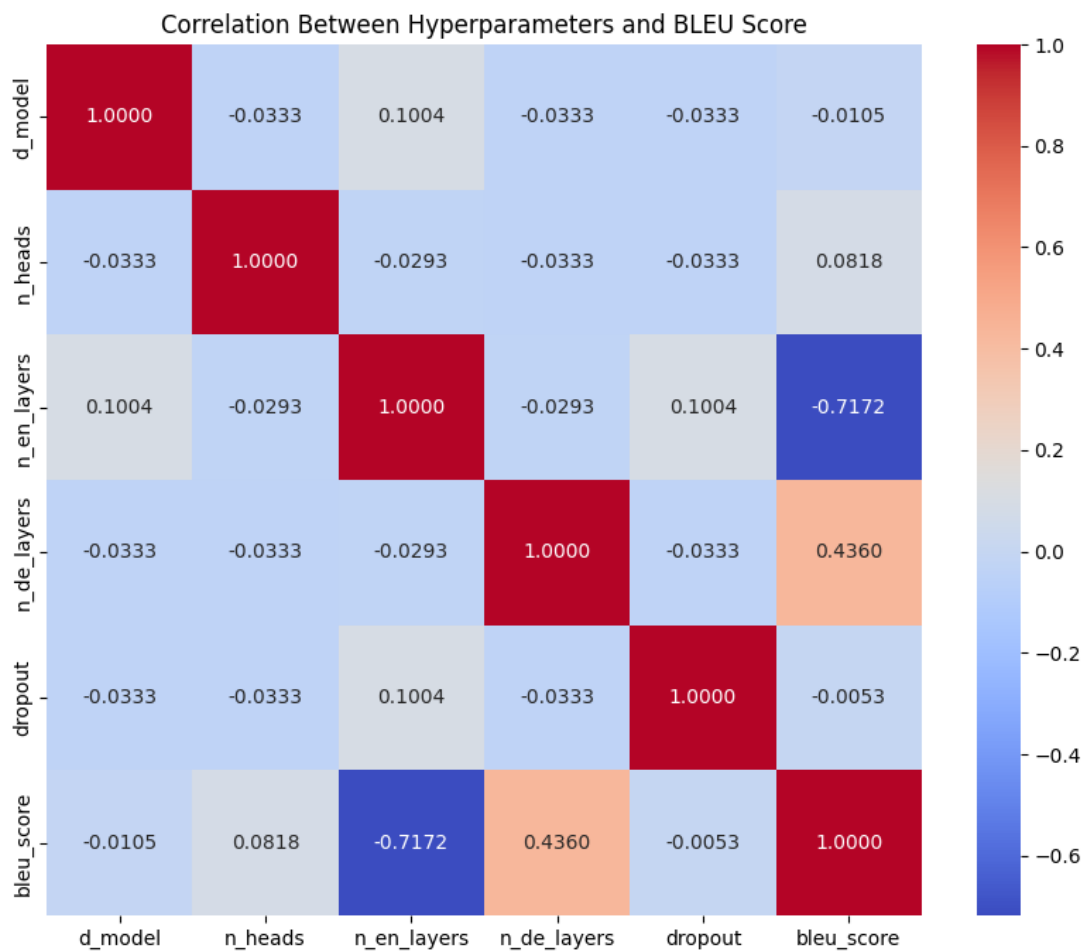 Correlation Between Hyperparameters and BLEU Score
d_model 1.0000 -0.0333 0.1004 -0.0333 -0.0333 -0.0105
n_heads -0.0333 1.0000 -0.0293 -0.0333 -0.0333 0.0818
n_en_layers 0.1004 -0.0293 1.0000 -0.0293 0.1004 -0.7172
n_de_layers -0.0333 -0.0333 -0.0293 1.0000 -0.0333 0.4360
dropout -0.0333 -0.0333 0.1004 -0.0333 1.0000 -0.0053
bleu_score -0.0105 0.0818 -0.7172 0.4360 -0.0053 1.0000
d_model n_heads n_en_layers n_de_layers dropout bleu_score
1.0
0.8
0.6
0.4
0.2
0.0
−0.2
−0.4
−0.6